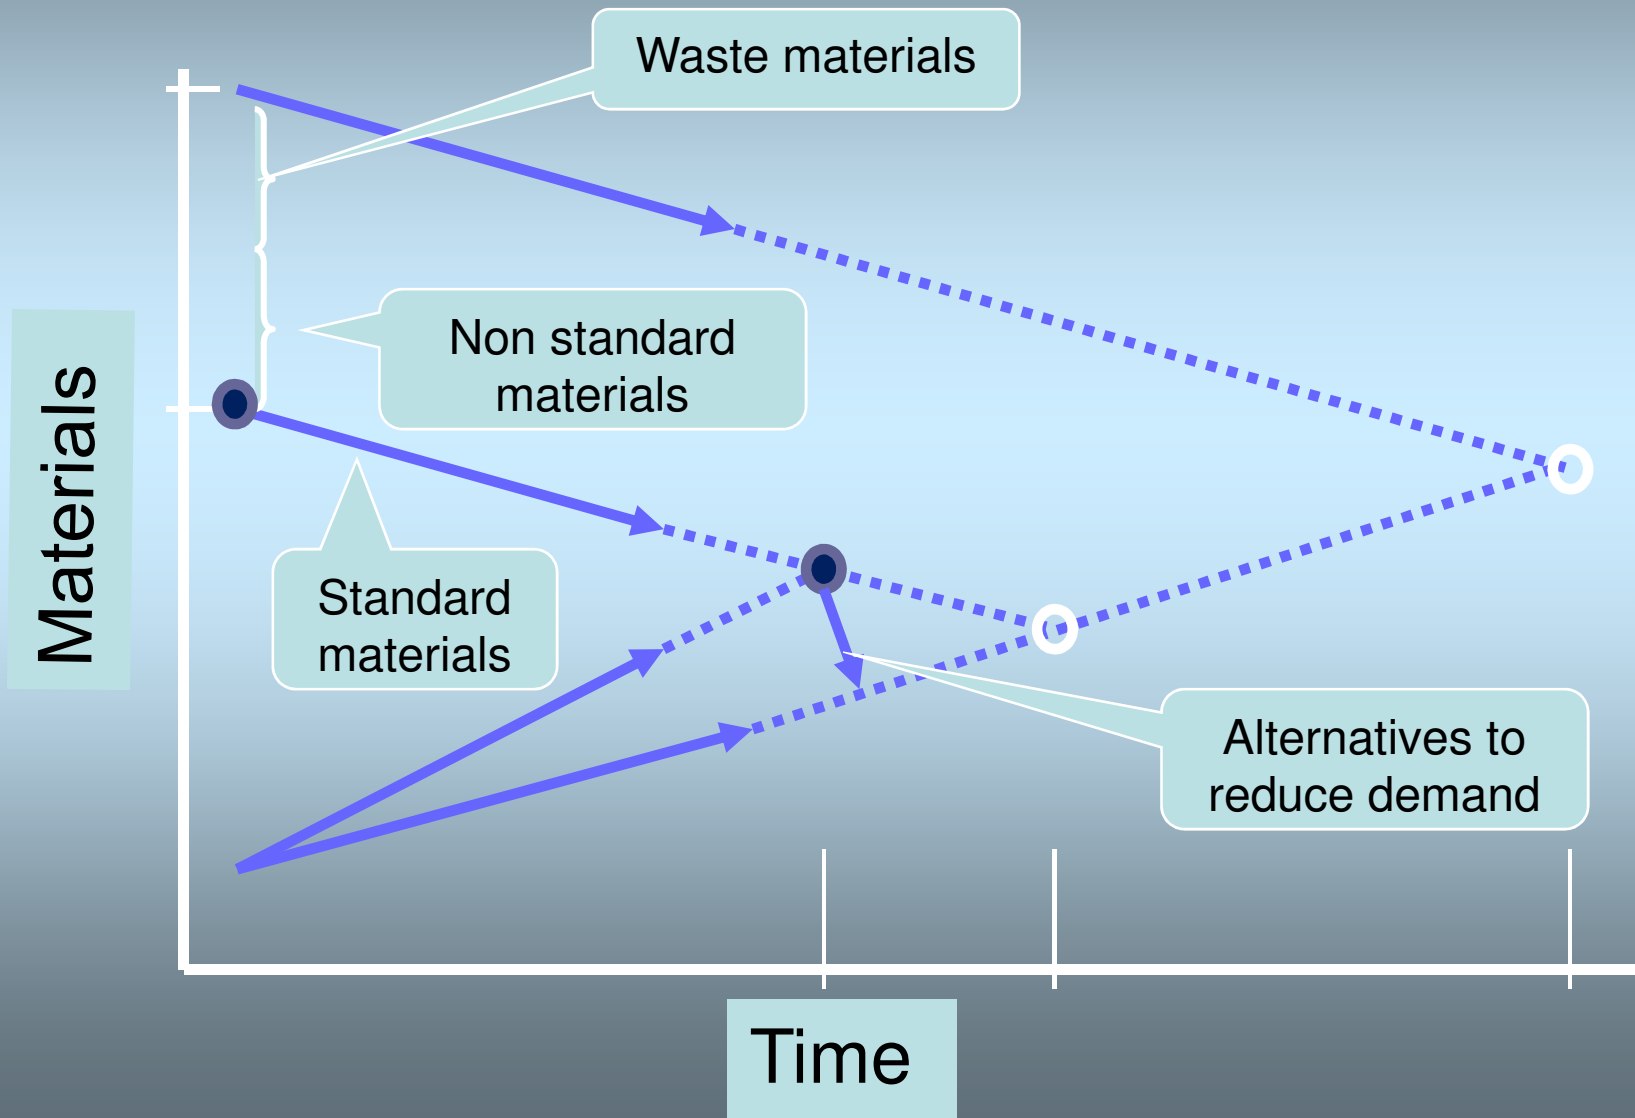 Waste materials
Non standard
materials
Materials
Standard
materials
Alternatives to
reduce demand
Time